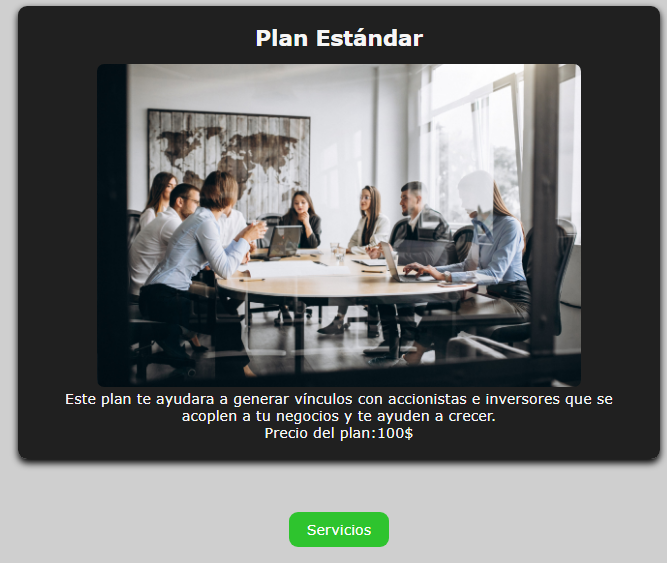 Plan Estándar
Este plan te ayudara a generar vínculos con accionistas e inversores que se
acoplen a tu negocios y te ayuden a crecer.
Precio del plan:100$
Servicios